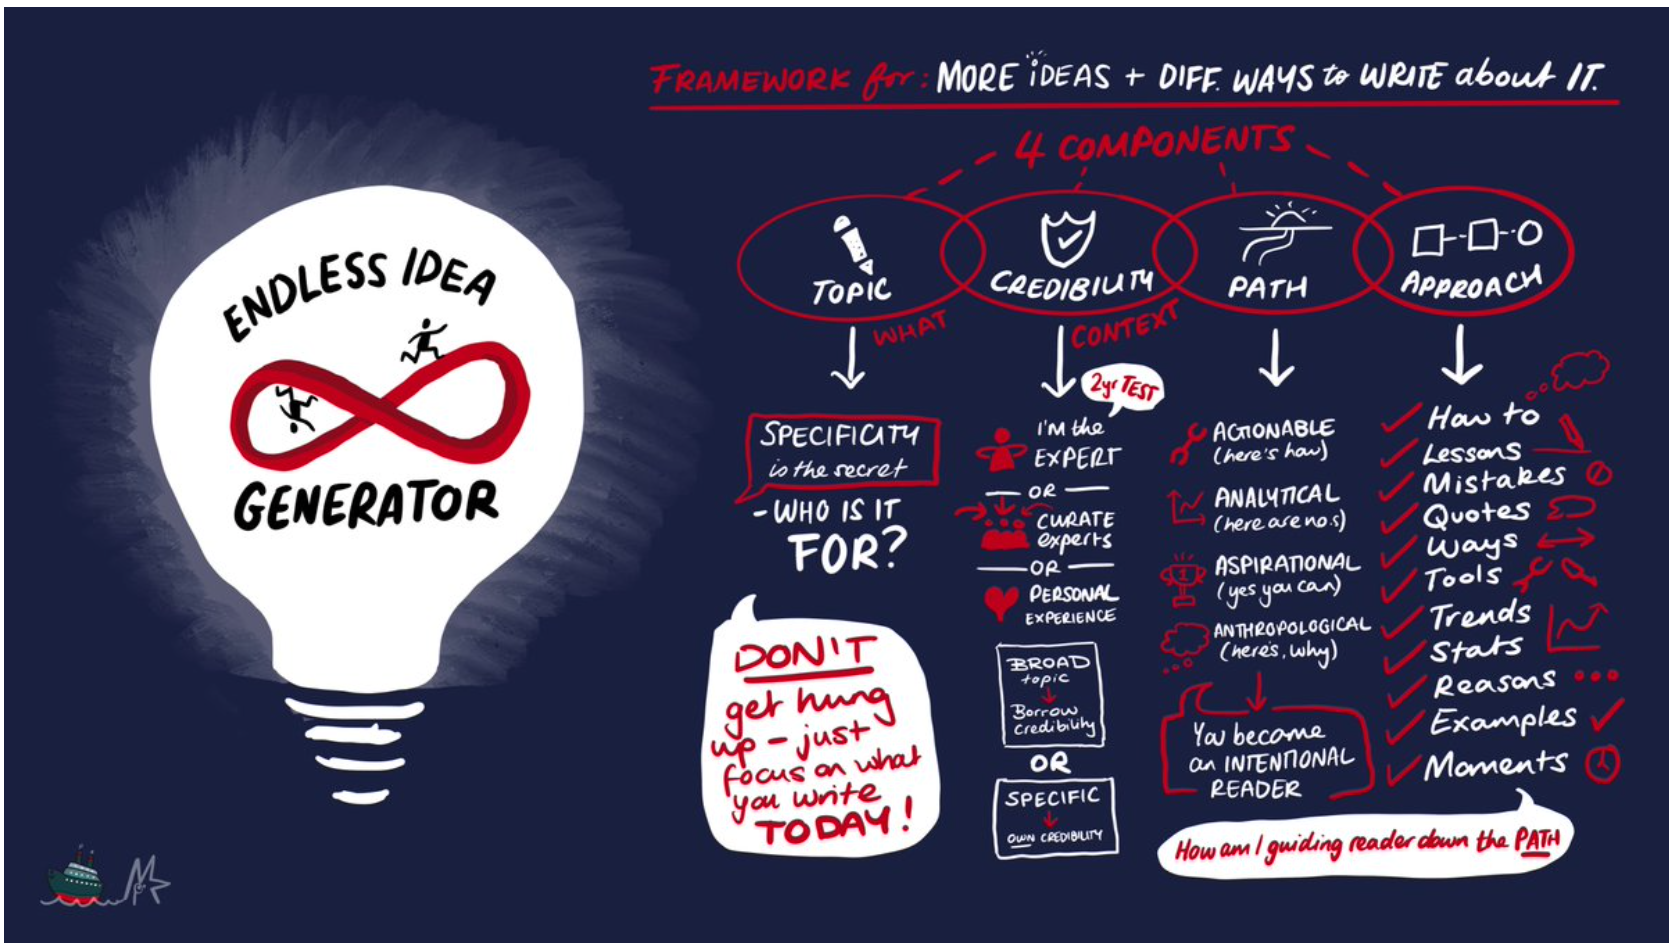 FRAMEWORK for: MORE iDEAS + DIFF. WAYS to WRITE about IT.
4 COMPONENTS
ENDLESS IDEA
GENERATOR
TOPIC
WHAT
SPECIFICITY
is the secret
- WHO IS IT
FOR?
DON'T
get hung
up - just
focus on what
you write
TODAY!
CREDIBILITY
CONTEXT
2yr TEST
I'M the
EXPERT
OR
CURATE
experts
OR
PERSONAL
EXPERIENCE
BROAD
topic
Borrow
credibility
OR
SPECIFIC
OWN CREDIBILITY
PATH
ACTIONABLE
(here's how)
ANALYTICAL
(here are no.s)
ASPIRATIONAL
(yes you can)
ANTHROPOLOGICAL
(here's, why)
You become
an INTENTIONAL
READER
APPROACH
How to
Lessons
Mistakes
Quotes
Ways
Tools
Trends
Stats
Reasons
Examples
Moments
How am I guiding reader down the PATH
1